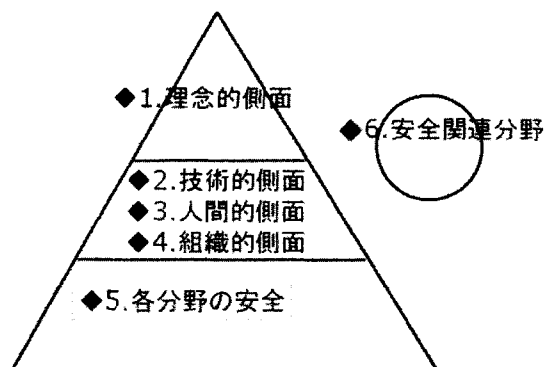 ◆1.理念的側面
◆6.安全関連分野
◆2.技術的側面
◆3.人間的側面
◆4.組織的側面
◆5.各分野の安全